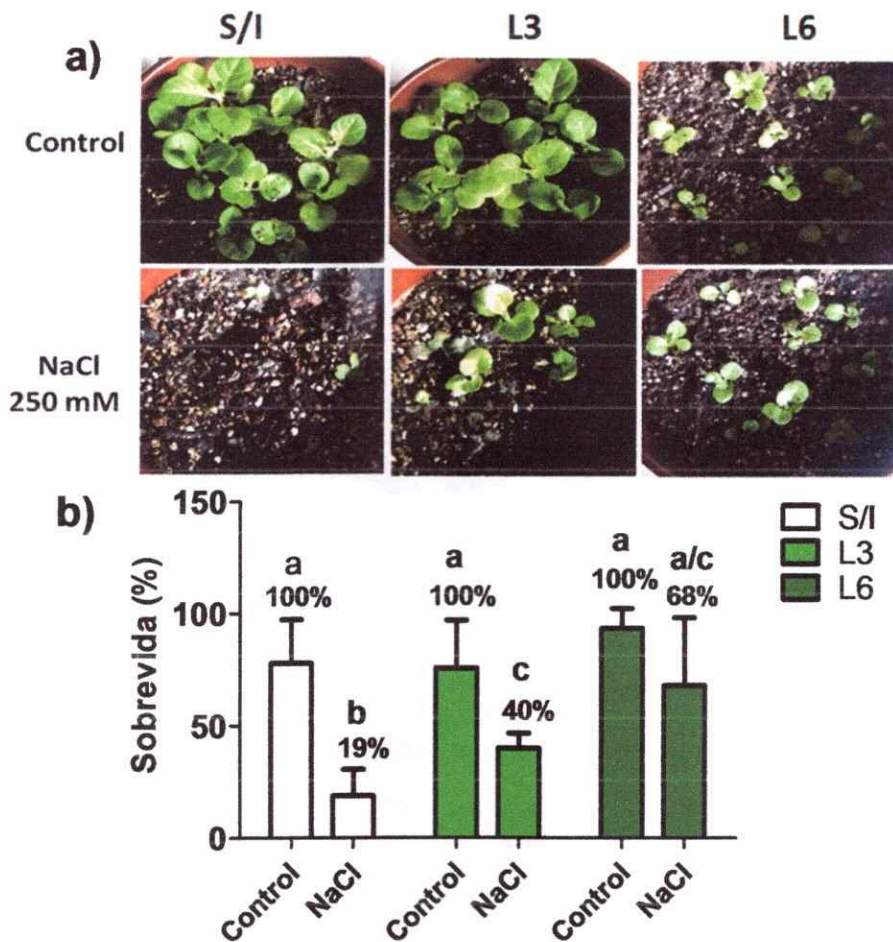 S/I L3 L6
a)
Control
NaCl
250 mM
b)
Sobrevida (%)
150
100
50
0
a
100%
b
19%
a
100%
c
40%
a
100%
a/c
68%
S/I
L3
L6
Control NaCl Control NaCl Control NaCl